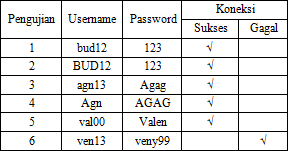 Pengujian Username Password Koneksi
Sukses Gagal
1 bud12 123 √
2 BUD12 123 √
3 agn13 Agag √
4 Agn AGAG √
5 val00 Valen √
6 ven13 veny99 √